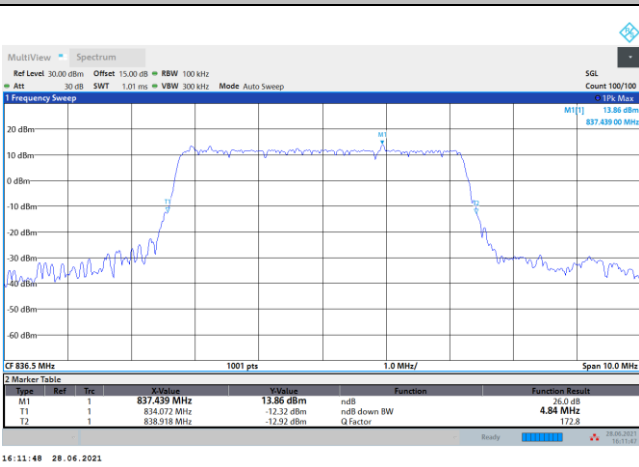 MultiView Spectrum
Ref Level 30.00 dBm Offset 15.00 dB RBW 100 kHz SGL
Att 30 dB SWT 1.01 ms VBW 300 kHz Mode Auto Sweep Count 100/100
1 Frequency Sweep 1Pk Max
M1[1] 13.86 dBm
837.439 00 MHz
M1
20 dBm
10 dBm
0 dBm
T1 T2
-10 dBm
-20 dBm
-30 dBm
-40 dBm
-50 dBm
-60 dBm
CF 836.5 MHz 1001 pts 1.0 MHz/ Span 10.0 MHz
2 Marker Table
Type Ref Trc X-Value Y-Value Function Function Result
M1 1 837.439 MHz 13.86 dBm ndB 26.0 dB
T1 1 834.072 MHz -12.32 dBm ndB down BW 4.84 MHz
T2 1 838.918 MHz -12.92 dBm Q Factor 172.8
Ready 28.06.2021
16:11:47
16:11:48 28.06.2021